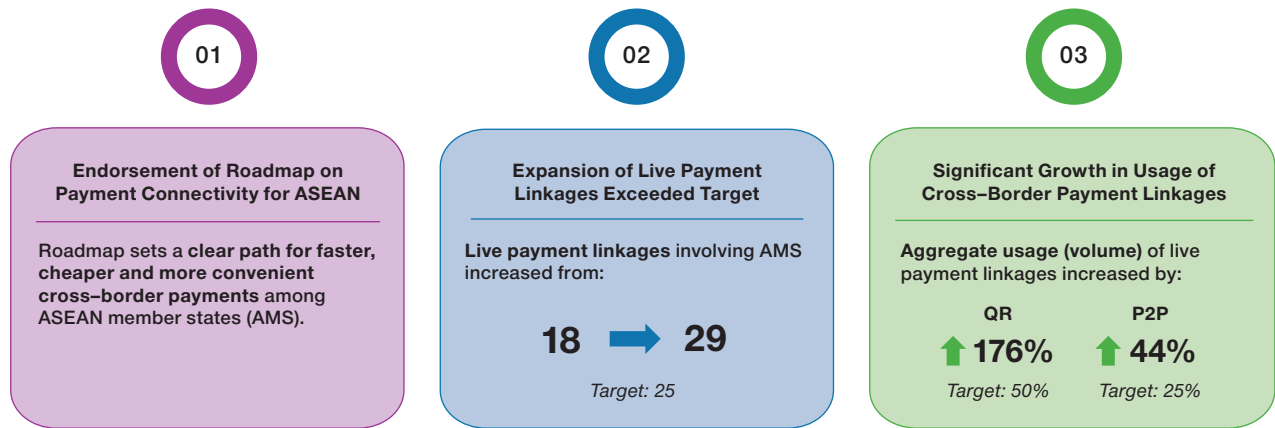 01
Endorsement of Roadmap on
Payment Connectivity for ASEAN
Roadmap sets a clear path for faster,
cheaper and more convenient
cross–border payments among
ASEAN member states (AMS).
02
Expansion of Live Payment
Linkages Exceeded Target
Live payment linkages involving AMS
increased from:
18 29
Target: 25
03
Significant Growth in Usage of
Cross–Border Payment Linkages
Aggregate usage (volume) of live
payment linkages increased by:
QR P2P
176% 44%
Target: 50% Target: 25%